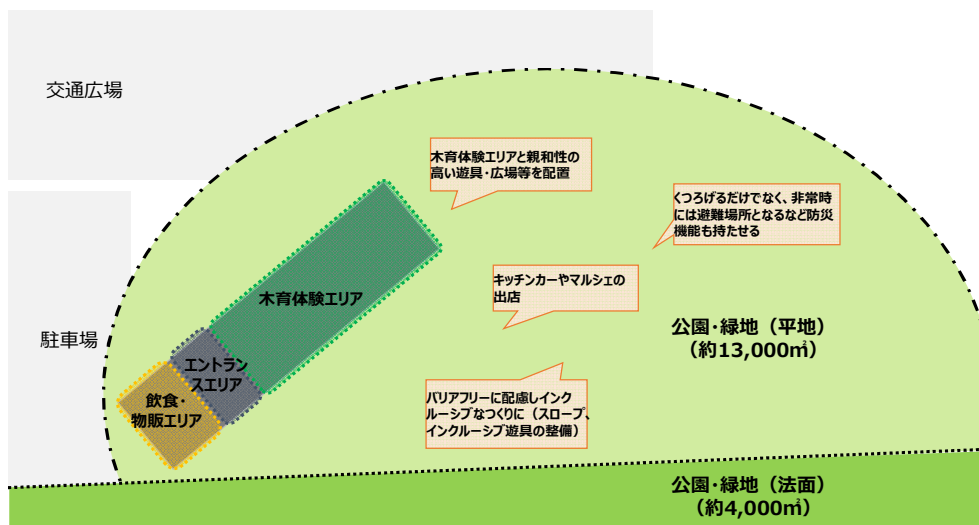 交通広場
木育体験エリアと親和性の
高い遊具・広場等を配置
くつろげるだけでなく、非常時
には避難場所となるなど防災
機能も持たせる
キッチンカーやマルシェの
出店
木育体験エリア
公園・緑地（平地）
（約13,000㎡）
駐車場
エントラン
スエリア
飲食・
物販エリア
バリアフリーに配慮しインク
ルーシブなつくりに（スロープ、
インクルーシブ遊具の整備）
公園・緑地（法面）
（約4,000㎡）